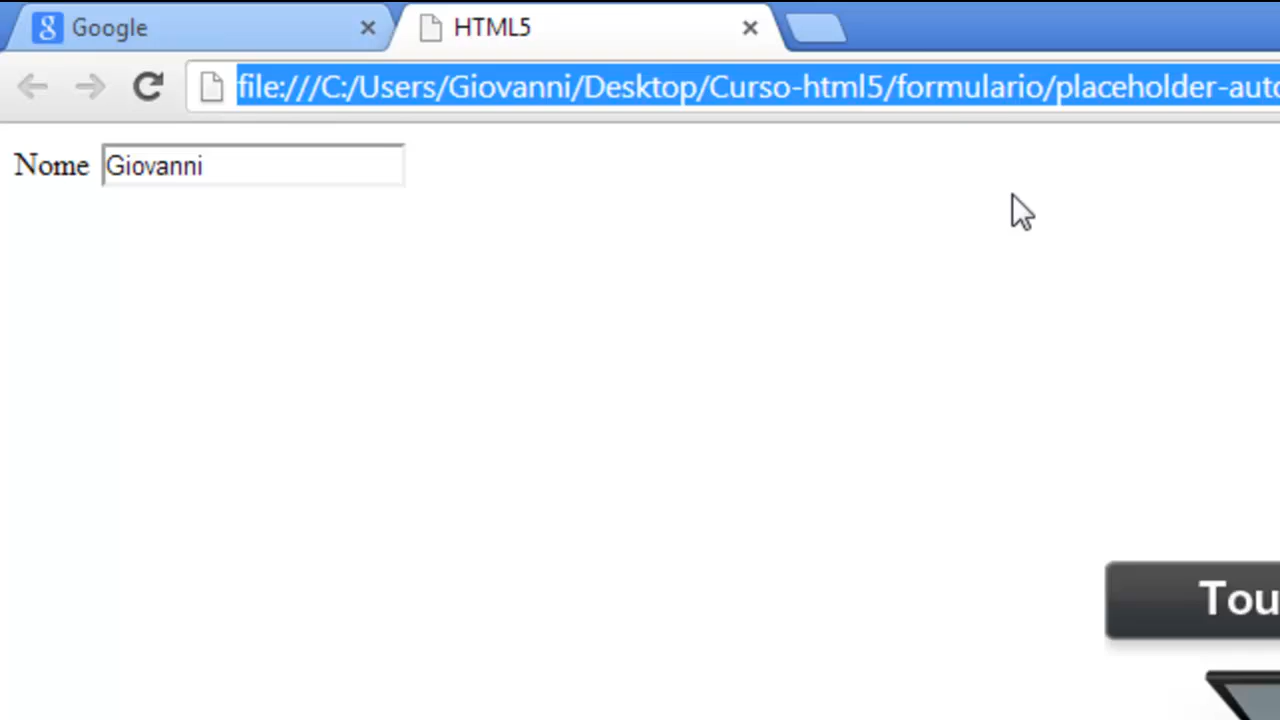 Google
HTML5
file:///C:/Users/Giovanni/Desktop/Curso-html5/formulario/placeholder-auto
Nome Giovanni
Tou